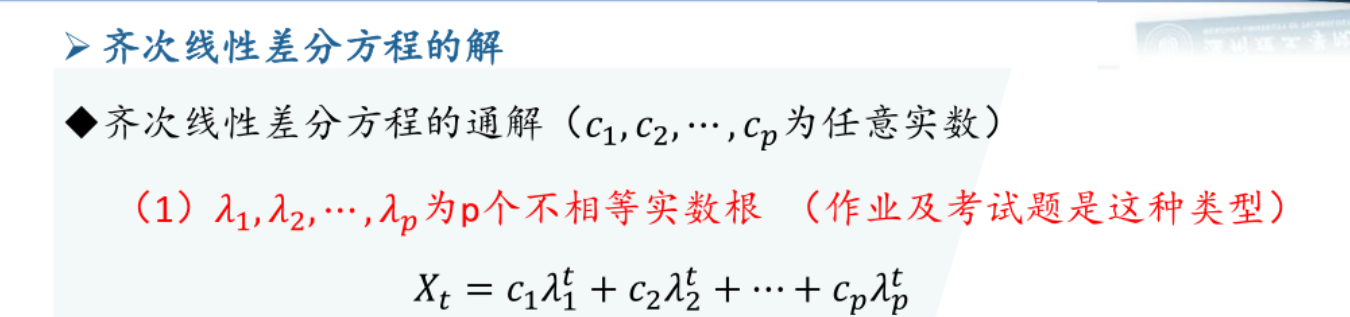 ➢ 齐次线性差分方程的解
◆齐次线性差分方程的通解（c₁, c₂, ⋯ , cₚ为任意实数）
（1）λ₁, λ₂, ⋯ , λₚ为p个不相等实数根 （作业及考试题是这种类型）
Xₜ = c₁λ₁ᵗ + c₂λ₂ᵗ + ⋯ + cₚλₚᵗ